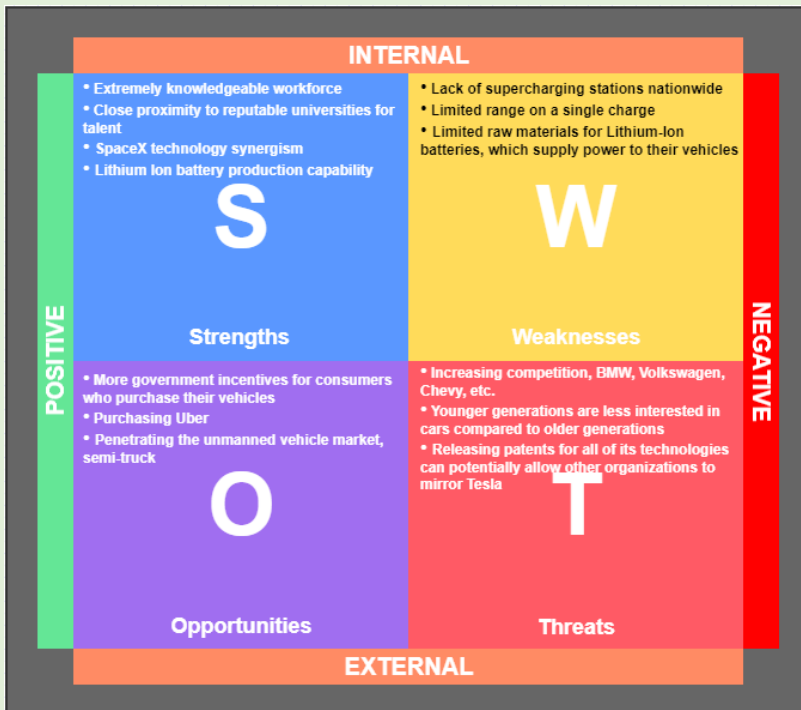 INTERNAL
POSITIVE
• Extremely knowledgeable workforce
• Close proximity to reputable universities for
talent
• SpaceX technology synergism
• Lithium Ion battery production capability
S
Strengths
• Lack of supercharging stations nationwide
• Limited range on a single charge
• Limited raw materials for Lithium-Ion
batteries, which supply power to their vehicles
W
Weaknesses
NEGATIVE
• More government incentives for consumers
who purchase their vehicles
• Purchasing Uber
• Penetrating the unmanned vehicle market,
semi-truck
O
Opportunities
• Increasing competition, BMW, Volkswagen,
Chevy, etc.
• Younger generations are less interested in
cars compared to older generations
• Releasing patents for all of its technologies
can potentially allow other organizations to
mirror Tesla
T
Threats
EXTERNAL